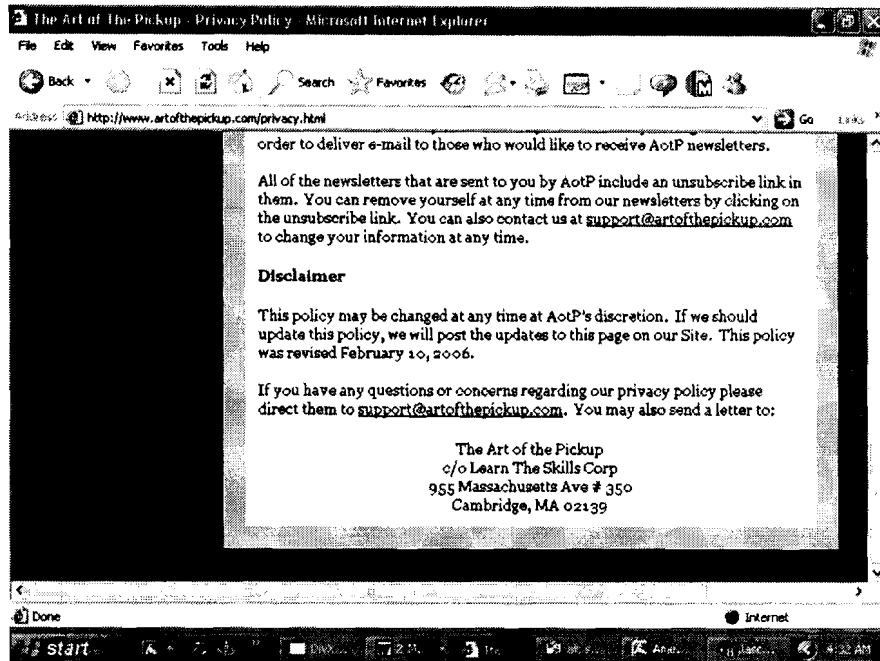 The Art of The Pickup - Privacy Policy - Microsoft Internet Explorer
File Edit View Favorites Tools Help
Back Search Favorites
Address http://www.artofthepickup.com/privacy.html Go Links
order to deliver e-mail to those who would like to receive AotP newsletters.
All of the newsletters that are sent to you by AotP include an unsubscribe link in
them. You can remove yourself at any time from our newsletters by clicking on
the unsubscribe link. You can also contact us at support@artofthepickup.com
to change your information at any time.
Disclaimer
This policy may be changed at any time at AotP's discretion. If we should
update this policy, we will post the updates to this page on our Site. This policy
was revised February 10, 2006.
If you have any questions or concerns regarding our privacy policy please
direct them to support@artofthepickup.com. You may also send a letter to:
The Art of the Pickup
c/o Learn The Skills Corp
955 Massachusetts Ave # 350
Cambridge, MA 02139
Done Internet
start 4:32 AM